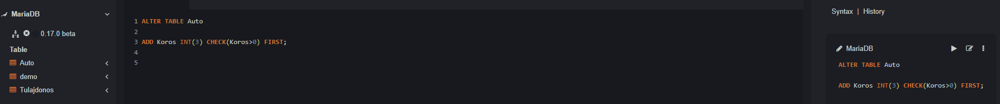 MariaDB
0.17.0 beta
Table
Auto
demo
Tulajdonos
1 ALTER TABLE Auto
2
3 ADD Koros INT(3) CHECK(Koros>0) FIRST;
4
5
Syntax | History
MariaDB
ALTER TABLE Auto
ADD Koros INT(3) CHECK(Koros>0) FIRST;